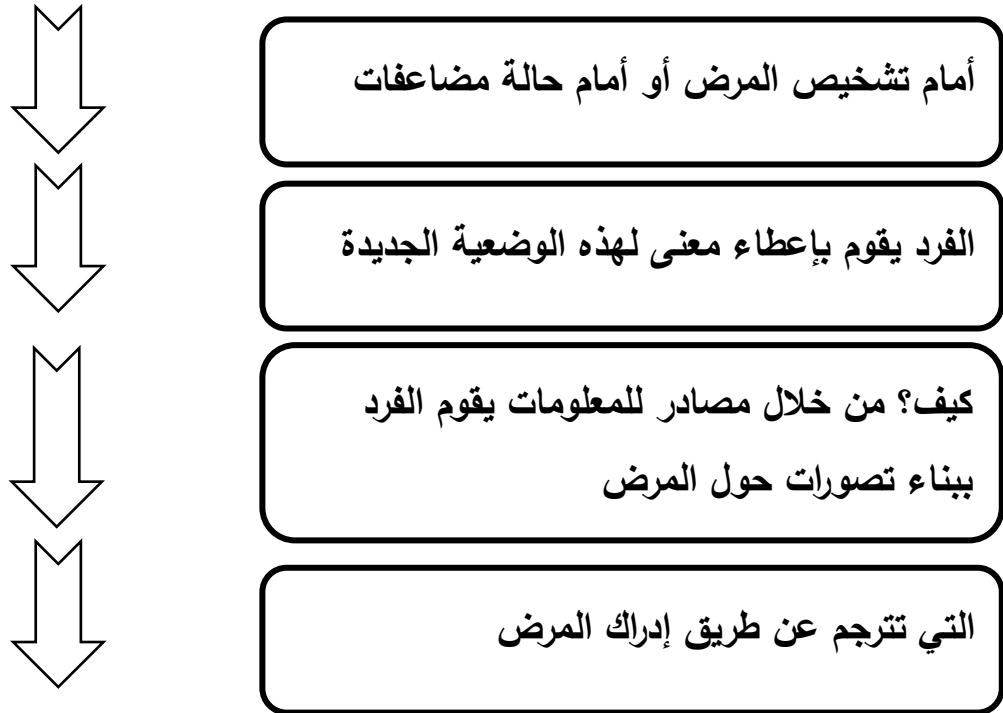 أمام تشخيص المرض أو أمام حالة مضاعفات
الفرد يقوم بإعطاء معنى لهذه الوضعية الجديدة
كيف؟ من خلال مصادر للمعلومات يقوم الفرد
ببناء تصورات حول المرض
التي تترجم عن طريق إدراك المرض